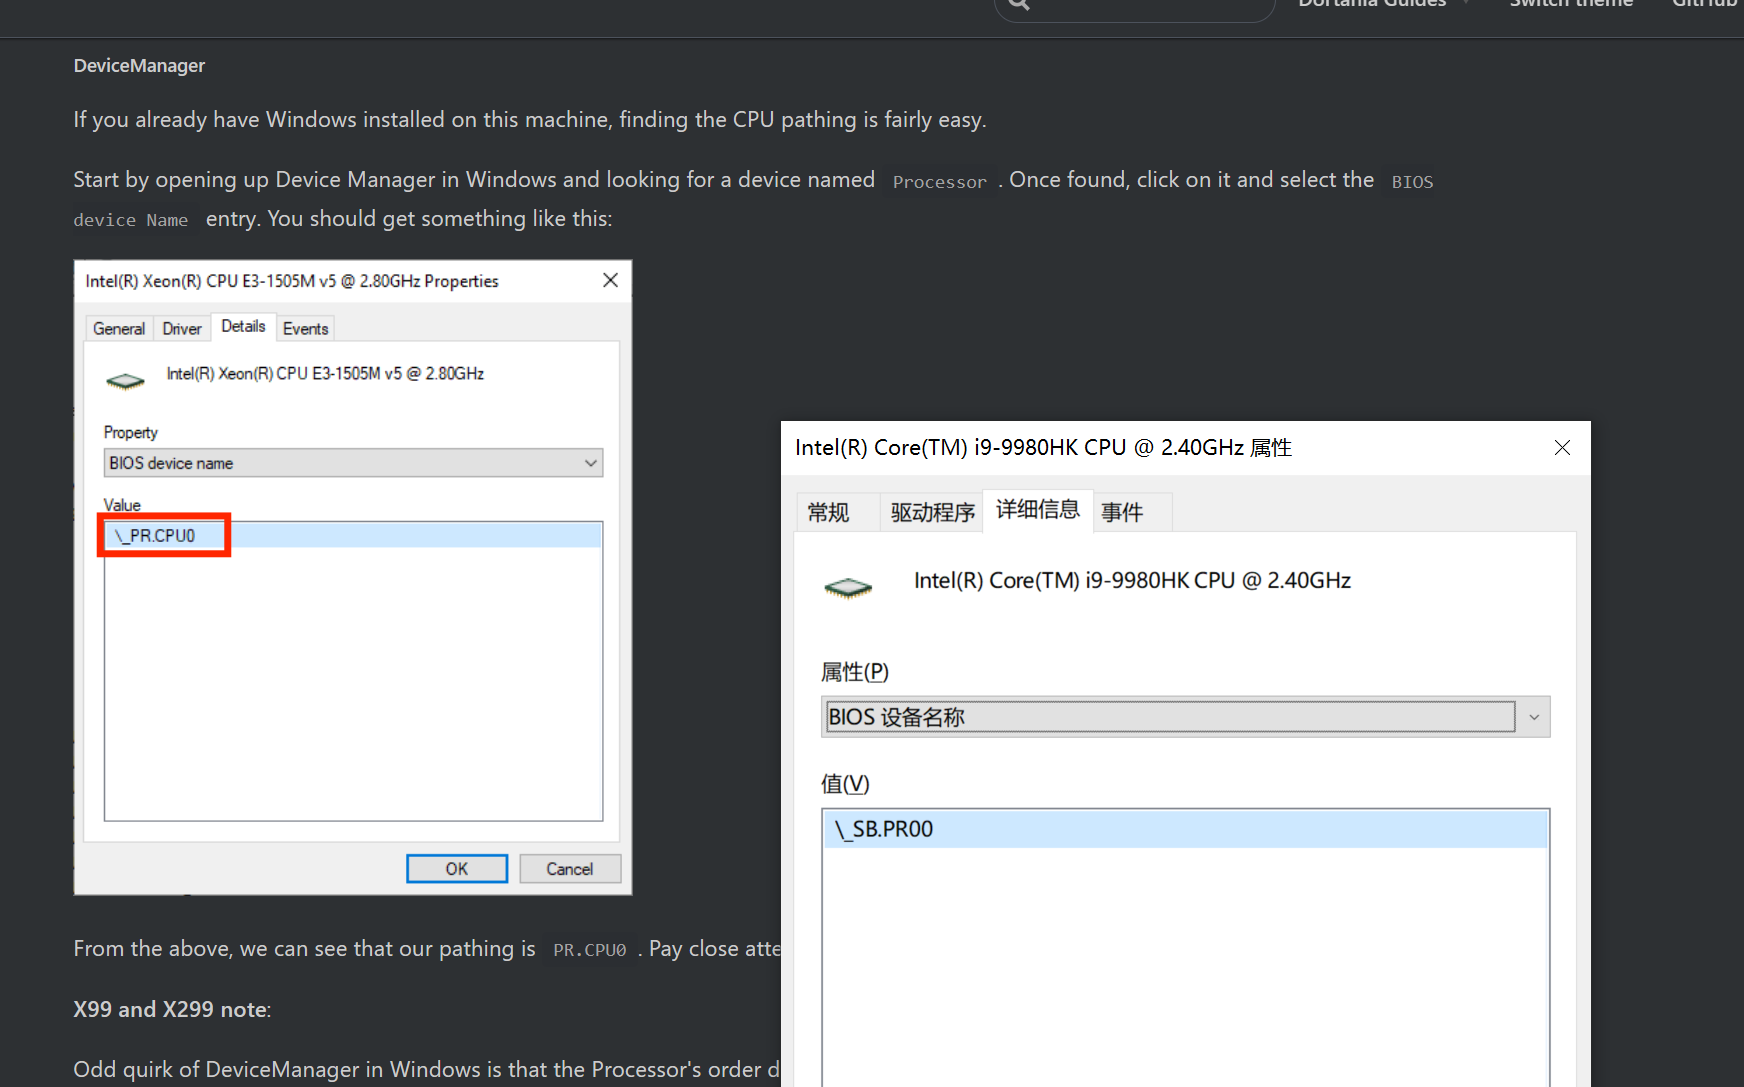 Dortania Guides
Switch theme
GitHub
DeviceManager
If you already have Windows installed on this machine, finding the CPU pathing is fairly easy.
Start by opening up Device Manager in Windows and looking for a device named Processor . Once found, click on it and select the BIOS
device Name entry. You should get something like this:
Intel(R) Xeon(R) CPU E3-1505M v5 @ 2.80GHz Properties
General Driver Details Events
Intel(R) Xeon(R) CPU E3-1505M v5 @ 2.80GHz
Property
BIOS device name
Value
\_PR.CPU0
OK Cancel
Intel(R) Core(TM) i9-9980HK CPU @ 2.40GHz 属性
常规 驱动程序 详细信息 事件
Intel(R) Core(TM) i9-9980HK CPU @ 2.40GHz
属性(P)
BIOS 设备名称
值(V)
\_SB.PR00
From the above, we can see that our pathing is PR.CPU0 . Pay close atte
X99 and X299 note:
Odd quirk of DeviceManager in Windows is that the Processor's order d